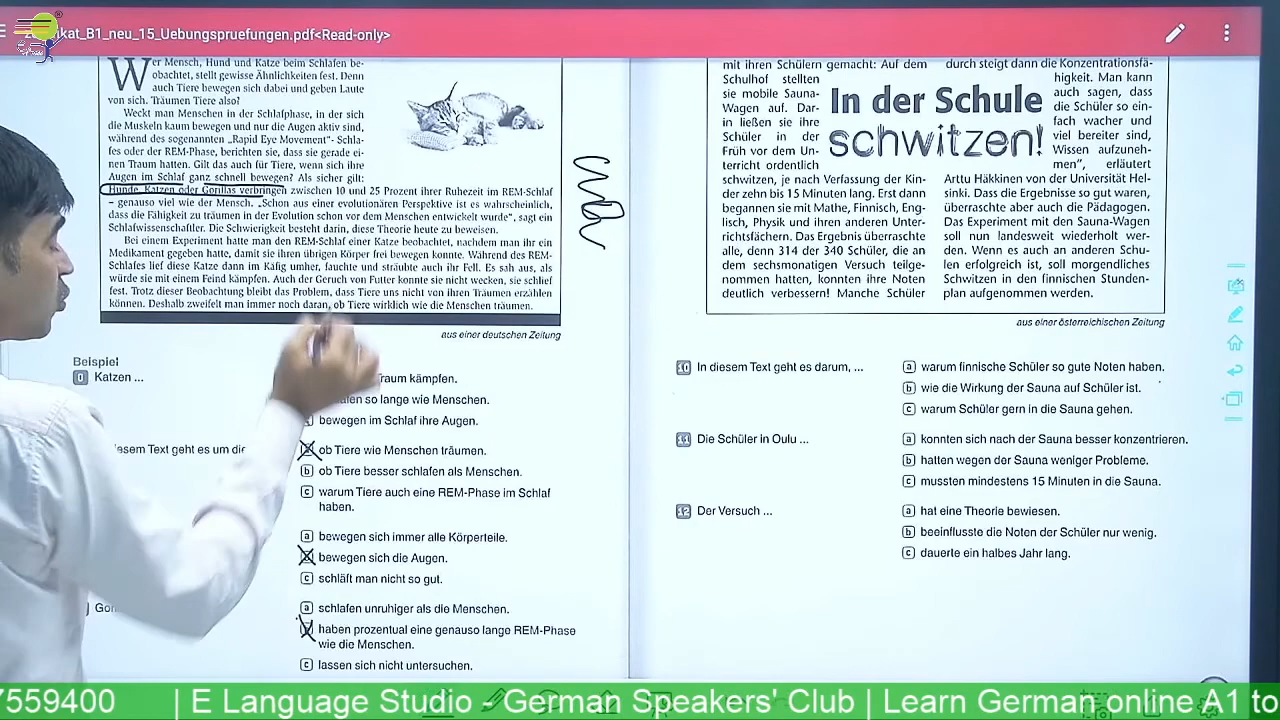 kat_B1_neu_15_Uebungspruefungen.pdf<Read-only>
Wer Mensch, Hund und Katze beim Schlafen be-
obachtet, stellt gewisse Ähnlichkeiten fest. Denn
auch Tiere bewegen sich dabei und geben Laute
von sich. Träumen Tiere also?
Weckt man Menschen in der Schlafphase, in der sich
die Muskeln kaum bewegen und nur die Augen aktiv sind,
während des sogenannten „Rapid Eye Movement"- Schla-
fes oder der REM-Phase, berichten sie, dass sie gerade ei-
nen Traum hatten. Gilt das auch für Tiere, wenn sich ihre
Augen im Schlaf ganz schnell bewegen? Als sicher gilt:
Hunde, Katzen oder Gorillas verbringen zwischen 10 und 25 Prozent ihrer Ruhezeit im REM-Schlaf
– genauso viel wie der Mensch. „Schon aus einer evolutionären Perspektive ist es wahrscheinlich,
dass die Fähigkeit zu träumen in der Evolution schon vor dem Menschen entwickelt wurde", sagt ein
Schlafwissenschaftler. Die Schwierigkeit besteht darin, diese Theorie heute zu beweisen.
Bei einem Experiment hatte man den REM-Schlaf einer Katze beobachtet, nachdem man ihr ein
Medikament gegeben hatte, damit sie ihren übrigen Körper frei bewegen konnte. Während des REM-
Schlafes lief diese Katze dann im Käfig umher, fauchte und sträubte auch ihr Fell. Es sah aus, als
würde sie mit einem Feind kämpfen. Auch der Geruch von Futter konnte sie nicht wecken, sie schlief
fest. Trotz dieser Beobachtung bleibt das Problem, dass Tiere uns nicht von ihren Träumen erzählen
können. Deshalb zweifelt man immer noch daran, ob Tiere wirklich wie die Menschen träumen.
aus einer deutschen Zeitung
Beispiel
0 Katzen ...
raum kämpfen.
fen so lange wie Menschen.
bewegen im Schlaf ihre Augen.
iesem Text geht es um die
ob Tiere wie Menschen träumen.
b ob Tiere besser schlafen als Menschen.
c warum Tiere auch eine REM-Phase im Schlaf
haben.
a bewegen sich immer alle Körperteile.
bewegen sich die Augen.
c schläft man nicht so gut.
Gor
a schlafen unruhiger als die Menschen.
haben prozentual eine genauso lange REM-Phase
wie die Menschen.
c lassen sich nicht untersuchen.
mit ihren Schülern gemacht: Auf dem
Schulhof stellten
sie mobile Sauna-
Wagen auf. Dar-
in ließen sie ihre
Schüler in der
Früh vor dem Un-
terricht ordentlich
schwitzen, je nach Verfassung der Kin-
der zehn bis 15 Minuten lang. Erst dann
begannen sie mit Mathe, Finnisch, Eng-
lisch, Physik und ihren anderen Unter-
richtsfächern. Das Ergebnis überraschte
alle, denn 314 der 340 Schüler, die an
dem sechsmonatigen Versuch teilge-
nommen hatten, konnten ihre Noten
deutlich verbessern! Manche Schüler
In der Schule
schwitzen!
durch steigt dann die Konzentrationsfä-
higkeit. Man kann
auch sagen, dass
die Schüler so ein-
fach wacher und
viel bereiter sind,
Wissen aufzuneh-
men", erläutert
Arttu Häkkinen von der Universität Hel-
sinki. Dass die Ergebnisse so gut waren,
überraschte aber auch die Pädagogen.
Das Experiment mit den Sauna-Wagen
soll nun landesweit wiederholt wer-
den. Wenn es auch an anderen Schu-
len erfolgreich ist, soll morgendliches
Schwitzen in den finnischen Stunden-
plan aufgenommen werden.
aus einer österreichischen Zeitung
10 In diesem Text geht es darum, ...
a warum finnische Schüler so gute Noten haben.
b wie die Wirkung der Sauna auf Schüler ist.
c warum Schüler gern in die Sauna gehen.
11 Die Schüler in Oulu ...
a konnten sich nach der Sauna besser konzentrieren.
b hatten wegen der Sauna weniger Probleme.
c mussten mindestens 15 Minuten in die Sauna.
12 Der Versuch ...
a hat eine Theorie bewiesen.
b beeinflusste die Noten der Schüler nur wenig.
c dauerte ein halbes Jahr lang.
7559400 | E Language Studio - German Speakers' Club | Learn German online A1 to